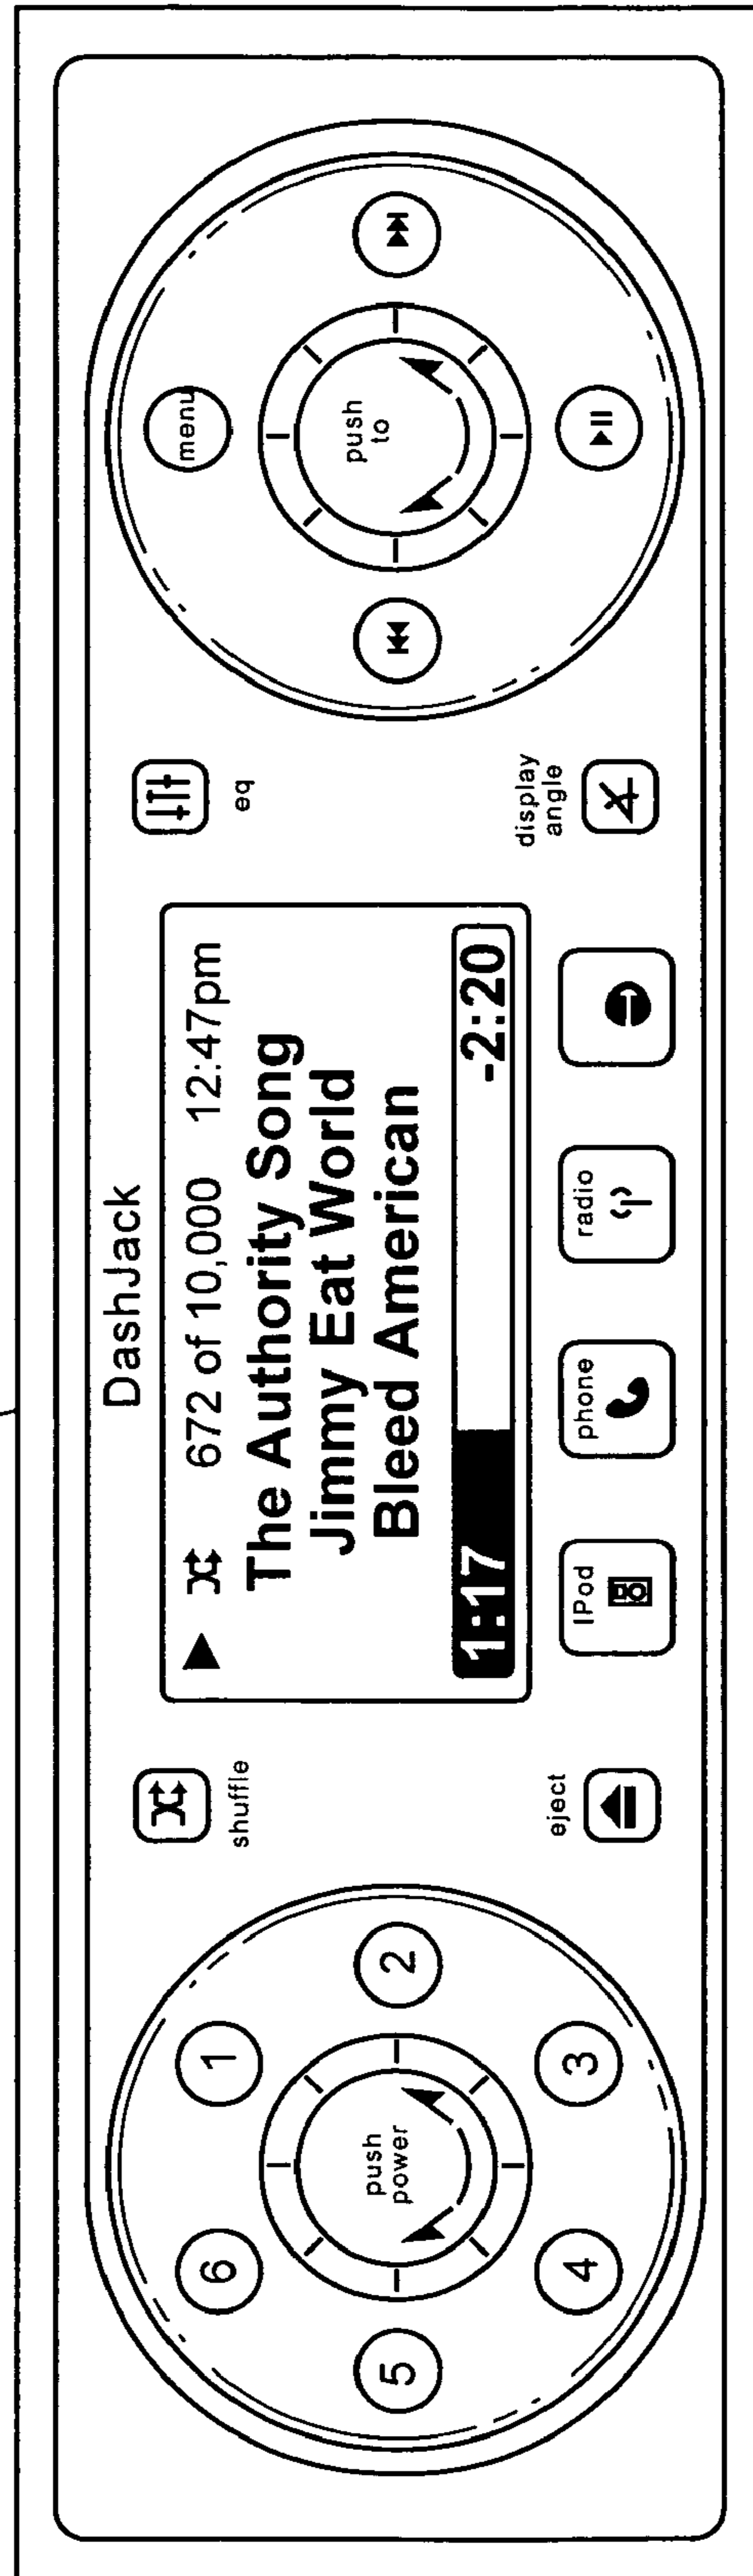 DashJack
672 of 10,000 12:47pm
The Authority Song
Jimmy Eat World
Bleed American
1:17 -2:20
shuffle
eject
eq
display
angle
IPod
phone
radio
1
2
3
4
5
6
push
power
menu
push
to